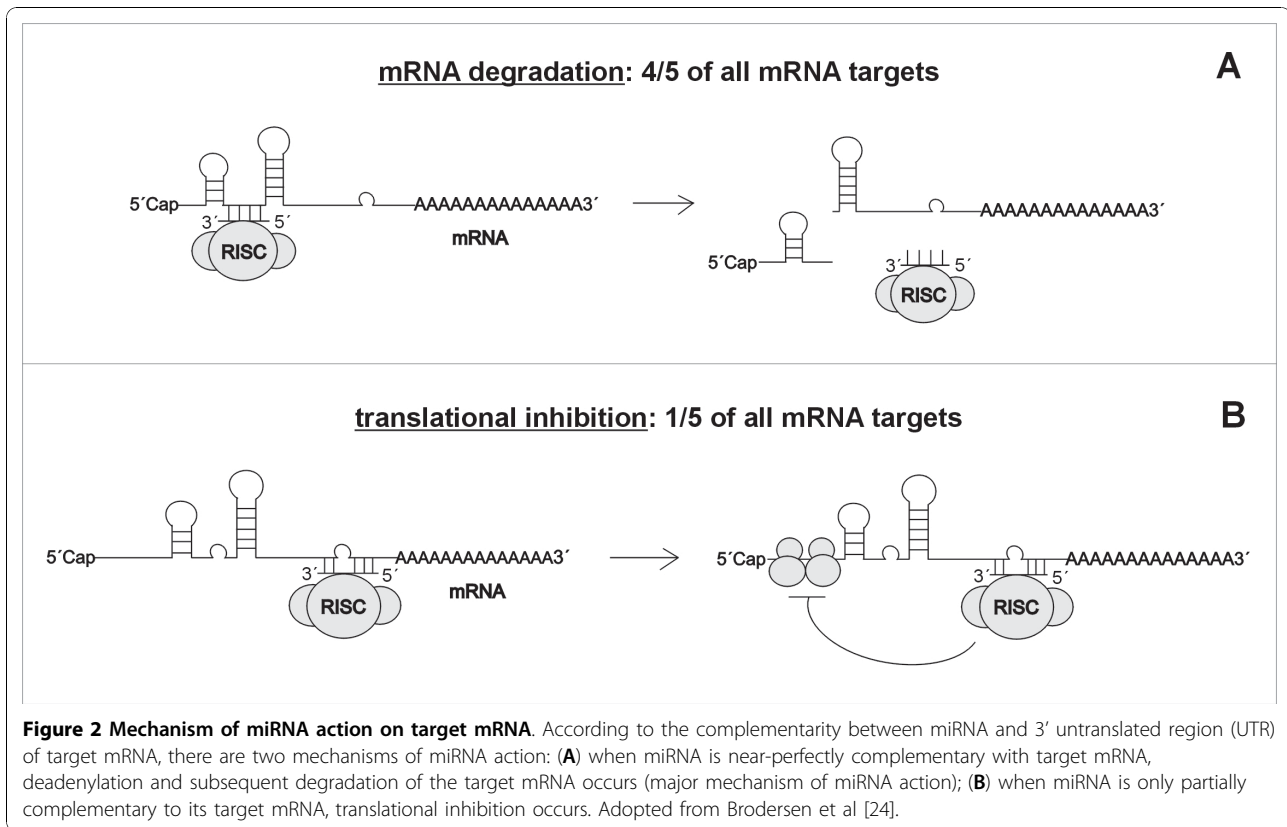 mRNA degradation: 4/5 of all mRNA targets
A
5´Cap
AAAAAAAAAAAAAA3´
3´ 5´
mRNA
RISC
AAAAAAAAAAAAAA3´
5´Cap
3´ 5´
RISC
translational inhibition: 1/5 of all mRNA targets
B
5´Cap
AAAAAAAAAAAAAA3´
3´ 5´
mRNA
RISC
5´Cap
AAAAAAAAAAAAAA3´
3´ 5´
RISC
Figure 2 Mechanism of miRNA action on target mRNA. According to the complementarity between miRNA and 3’ untranslated region (UTR)
of target mRNA, there are two mechanisms of miRNA action: (A) when miRNA is near-perfectly complementary with target mRNA,
deadenylation and subsequent degradation of the target mRNA occurs (major mechanism of miRNA action); (B) when miRNA is only partially
complementary to its target mRNA, translational inhibition occurs. Adopted from Brodersen et al [24].